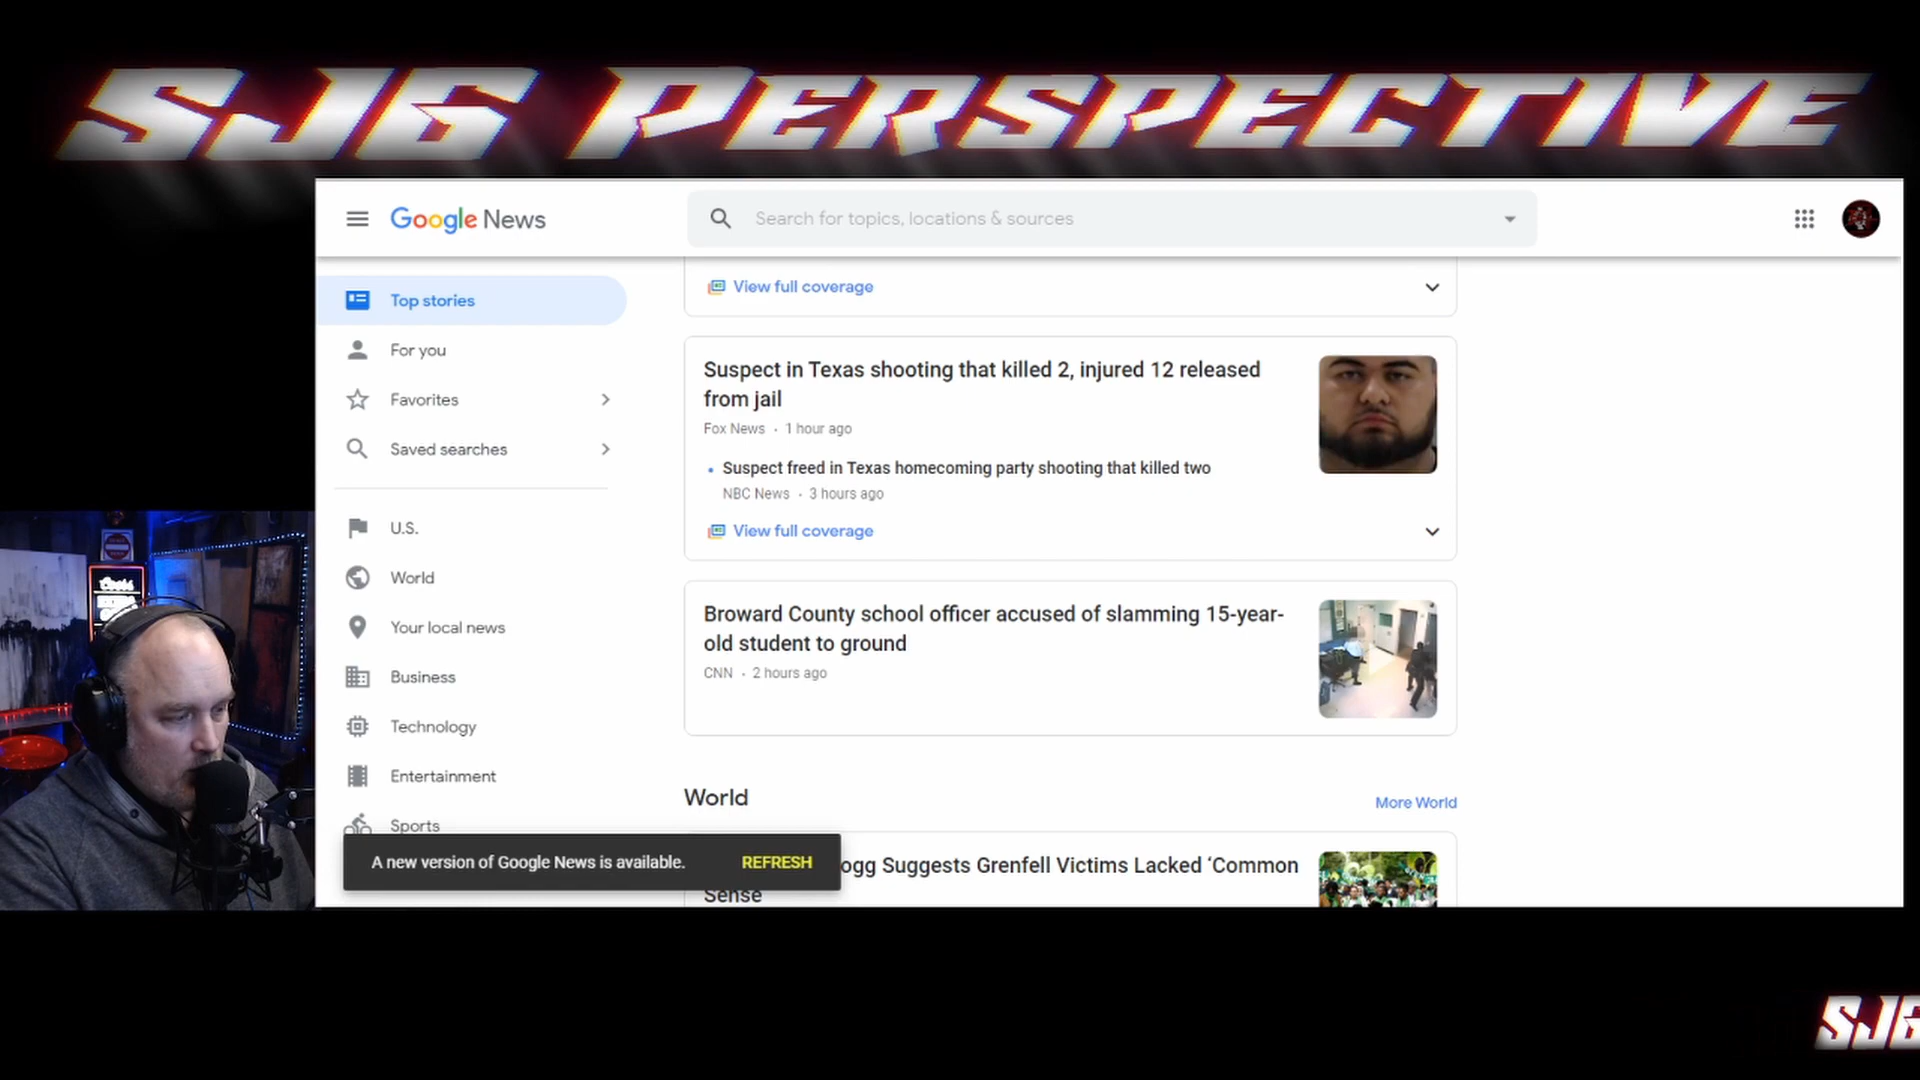 SJG PERSPECTIVE
Google News
Search for topics, locations & sources
Top stories
For you
Favorites
Saved searches
U.S.
World
Your local news
Business
Technology
Entertainment
Sports
View full coverage
Suspect in Texas shooting that killed 2, injured 12 released
from jail
Fox News · 1 hour ago
Suspect freed in Texas homecoming party shooting that killed two
NBC News · 3 hours ago
View full coverage
Broward County school officer accused of slamming 15-year-
old student to ground
CNN · 2 hours ago
World
More World
ogg Suggests Grenfell Victims Lacked ‘Common
Sense
A new version of Google News is available.
REFRESH
Coors
SJG